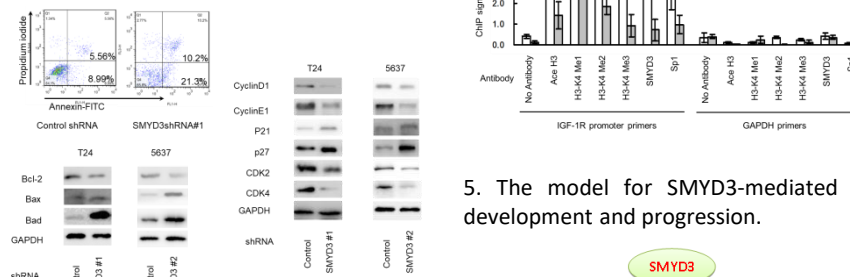 Propidium iodide
5.56%
8.99%
10.2%
21.3%
Annexin-FITC
Control shRNA
SMYD3shRNA#1
T24
5637
Bcl-2
Bax
Bad
GAPDH
shRNA
T24
5637
CyclinD1
CyclinE1
P21
p27
CDK2
CDK4
GAPDH
shRNA
Control
SMYD3 #1
Control
SMYD3 #2
2.0
1.0
0.0
Antibody
No Antibody
Ace H3
H3-K4 Me1
H3-K4 Me2
H3-K4 Me3
SMYD3
Sp1
No Antibody
Ace H3
H3-K4 Me1
H3-K4 Me2
H3-K4 Me3
SMYD3
IGF-1R promoter primers
GAPDH primers
5. The model for SMYD3-mediated
development and progression.
SMYD3